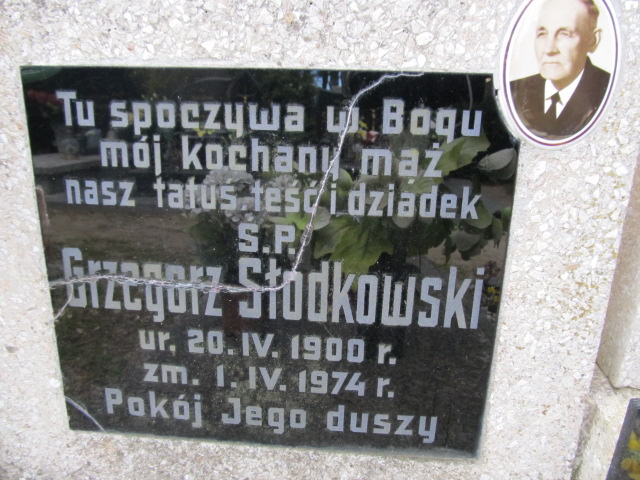 Tu spoczywa w Bogu
mój kochany mąż
nasz tatuś, teść i dziadek
Ś.P.
Grzegorz Słodkowski
ur. 20. IV. 1900 r.
zm. 1. IV. 1974 r.
Pokój Jego duszy